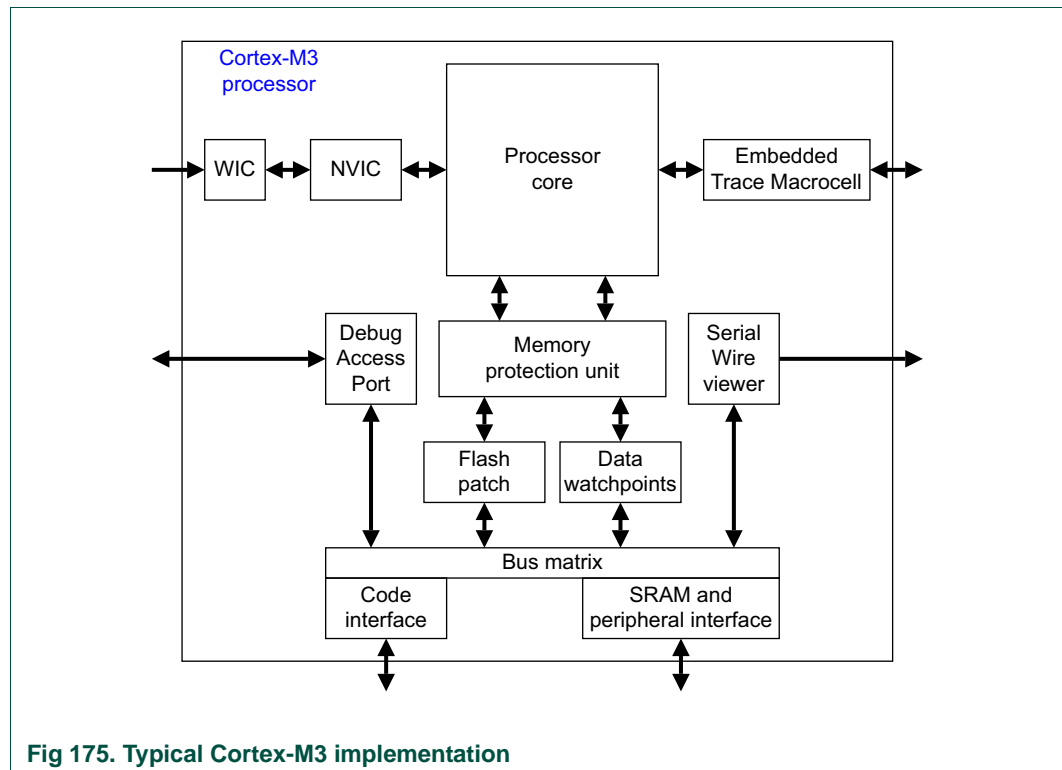 Cortex-M3
processor
WIC
NVIC
Processor
core
Embedded
Trace Macrocell
Debug
Access
Port
Memory
protection unit
Serial
Wire
viewer
Flash
patch
Data
watchpoints
Bus matrix
Code
interface
SRAM and
peripheral interface
Fig 175. Typical Cortex-M3 implementation